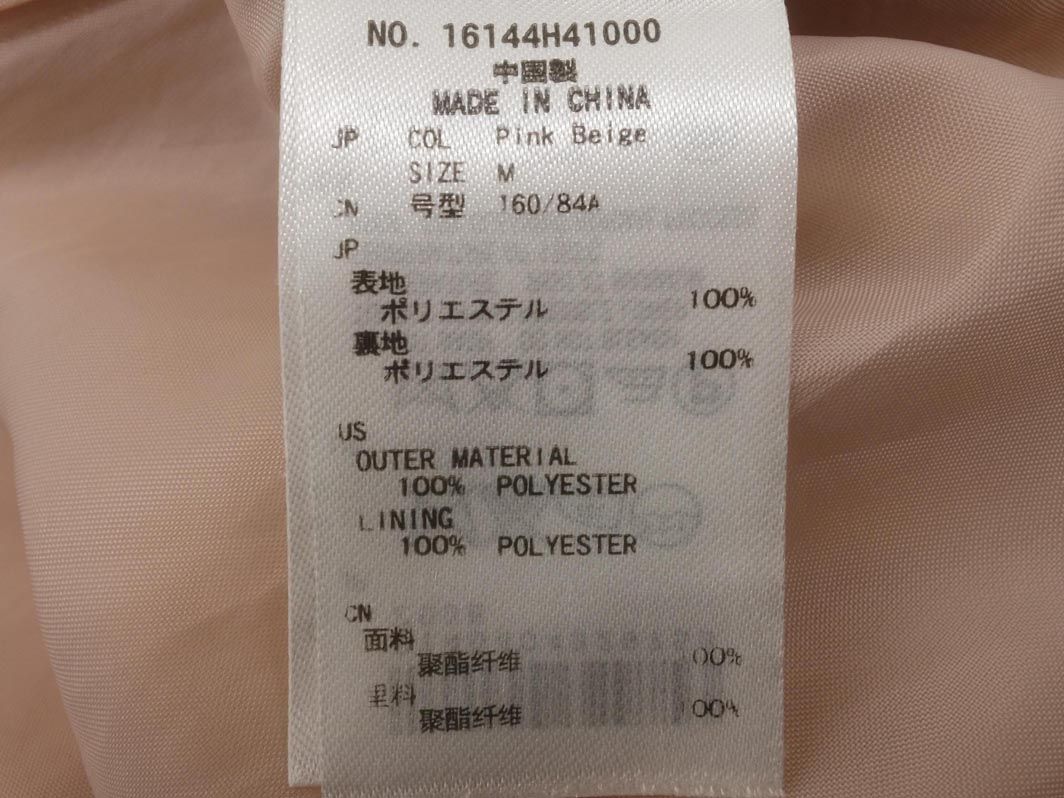 NO. 16144H41000
中国製
MADE IN CHINA
JP COL Pink Beige
SIZE M
CN 号型 160/84A
JP
表地
ポリエステル 100%
裏地
ポリエステル 100%
US
OUTER MATERIAL
100% POLYESTER
LINING
100% POLYESTER
CN
面料
聚酯纤维 00%
聚酯纤维 00%